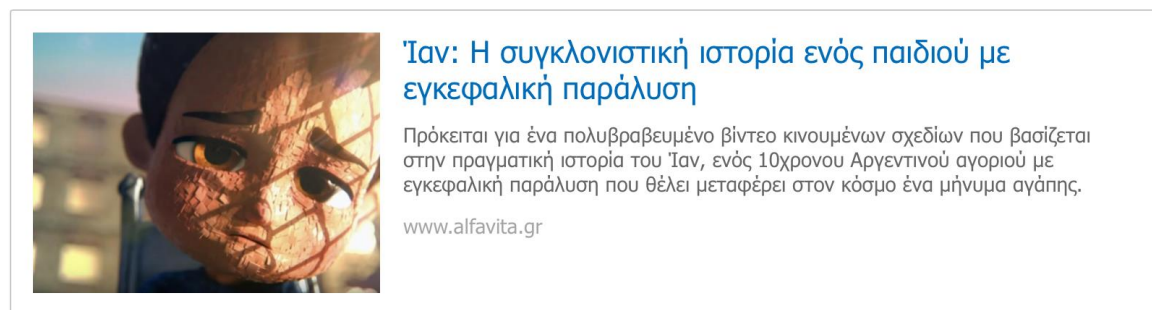 Ίαν: Η συγκλονιστική ιστορία ενός παιδιού με
εγκεφαλική παράλυση
Πρόκειται για ένα πολυβραβευμένο βίντεο κινουμένων σχεδίων που βασίζεται
στην πραγματική ιστορία του Ίαν, ενός 10χρονου Αργεντινού αγοριού με
εγκεφαλική παράλυση που θέλει μεταφέρει στον κόσμο ένα μήνυμα αγάπης.
www.alfavita.gr